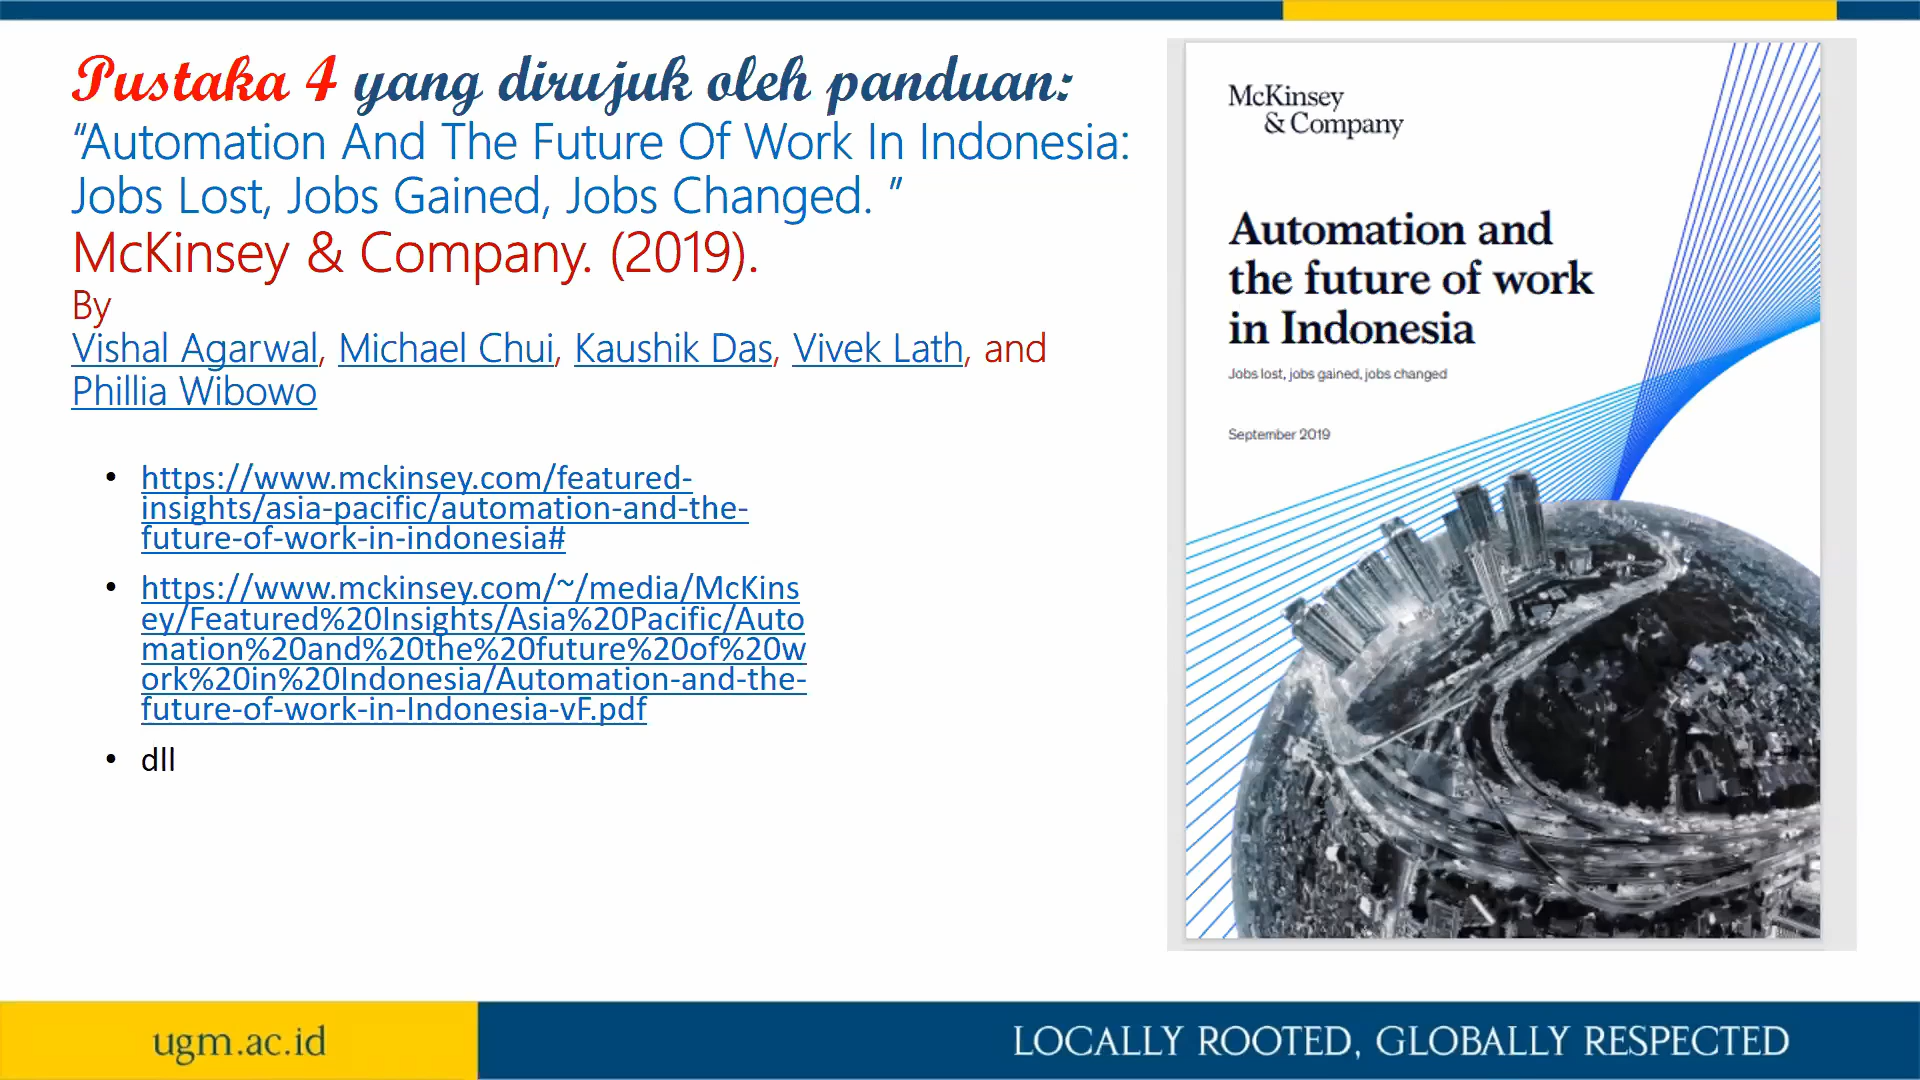 Pustaka 4 yang dirujuk oleh panduan:
“Automation And The Future Of Work In Indonesia:
Jobs Lost, Jobs Gained, Jobs Changed. ”
McKinsey & Company. (2019).
By
Vishal Agarwal, Michael Chui, Kaushik Das, Vivek Lath, and
Phillia Wibowo
• https://www.mckinsey.com/featured-
insights/asia-pacific/automation-and-the-
future-of-work-in-indonesia#
• https://www.mckinsey.com/~/media/McKins
ey/Featured%20Insights/Asia%20Pacific/Auto
mation%20and%20the%20future%20of%20w
ork%20in%20Indonesia/Automation-and-the-
future-of-work-in-Indonesia-vF.pdf
• dll
McKinsey
& Company
Automation and
the future of work
in Indonesia
Jobs lost, jobs gained, jobs changed
September 2019
ugm.ac.id
LOCALLY ROOTED, GLOBALLY RESPECTED